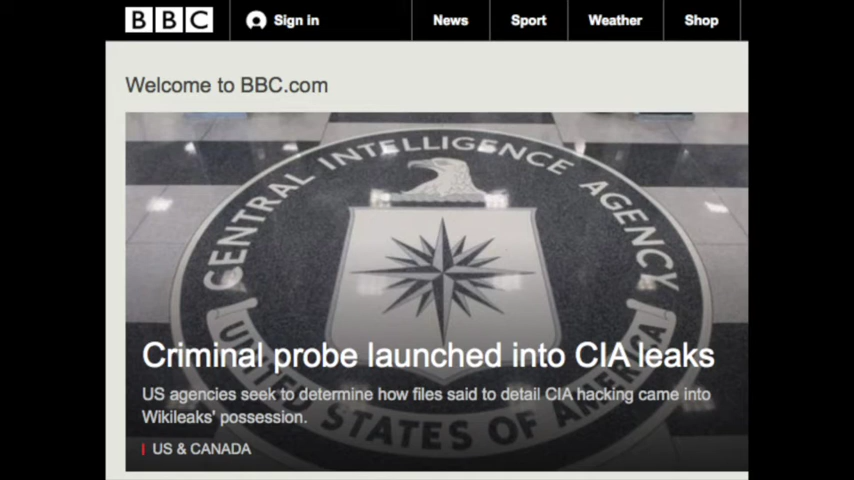 BBC Sign in News Sport Weather Shop
Welcome to BBC.com
CENTRAL INTELLIGENCE AGENCY
UNITED STATES OF AMERICA
Criminal probe launched into CIA leaks
US agencies seek to determine how files said to detail CIA hacking came into
Wikileaks' possession.
US & CANADA